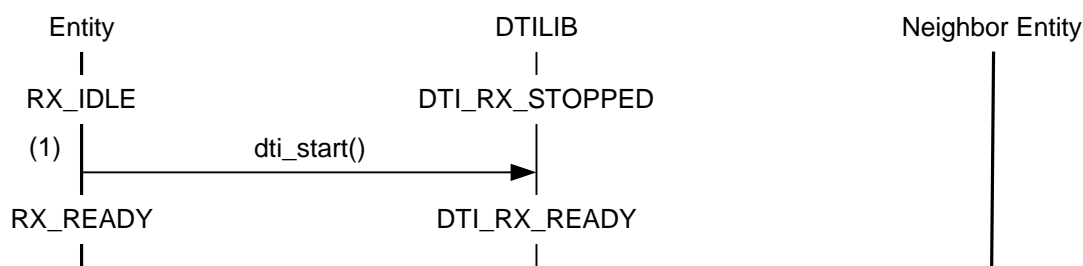 Entity DTILIB Neighbor Entity
RX_IDLE DTI_RX_STOPPED
(1) dti_start()
RX_READY DTI_RX_READY